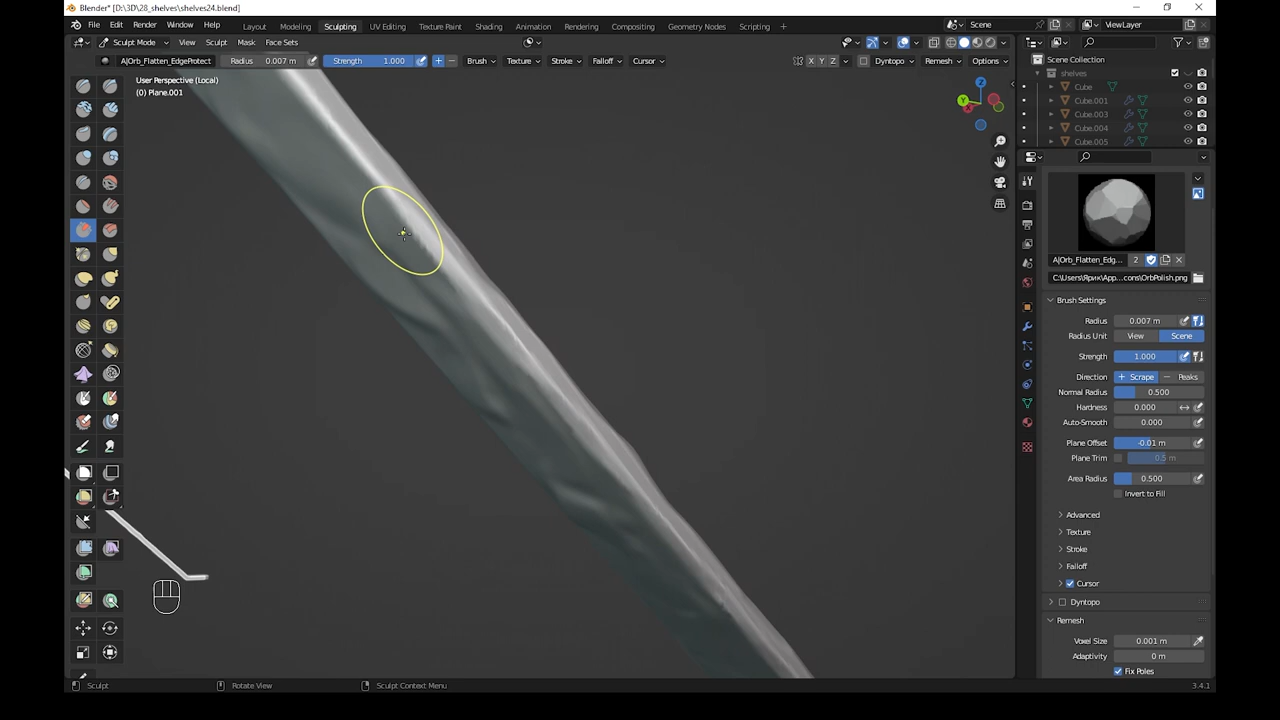 Blender* [D:\3D\28_shelves\shelves24.blend]
File Edit Render Window Help Layout Modeling Sculpting UV Editing Texture Paint Shading Animation Rendering Compositing Geometry Nodes Scripting + Scene ViewLayer
Sculpt Mode View Sculpt Mask Face Sets
A|Orb_Flatten_EdgeProtect Radius 0.007 m Strength 1.000 + − Brush Texture Stroke Falloff Cursor X Y Z Dyntopo Remesh Options
User Perspective (Local)
(0) Plane.001
Scene Collection
shelves
Cube
Cube.001
Cube.003
Cube.004
Cube.005
Z
Y
X
A|Orb_Flatten_Edg... 2
C:\Users\Ярик\App...cons\OrbPolish.png
Brush Settings
Radius 0.007 m
Radius Unit View Scene
Strength 1.000
Direction + Scrape − Peaks
Normal Radius 0.500
Hardness 0.000
Auto-Smooth 0.000
Plane Offset -0.01 m
Plane Trim 0.5 m
Area Radius 0.500
Invert to Fill
Advanced
Texture
Stroke
Falloff
Cursor
Dyntopo
Remesh
Voxel Size 0.001 m
Adaptivity 0 m
Fix Poles
Sculpt Rotate View Sculpt Context Menu 3.4.1